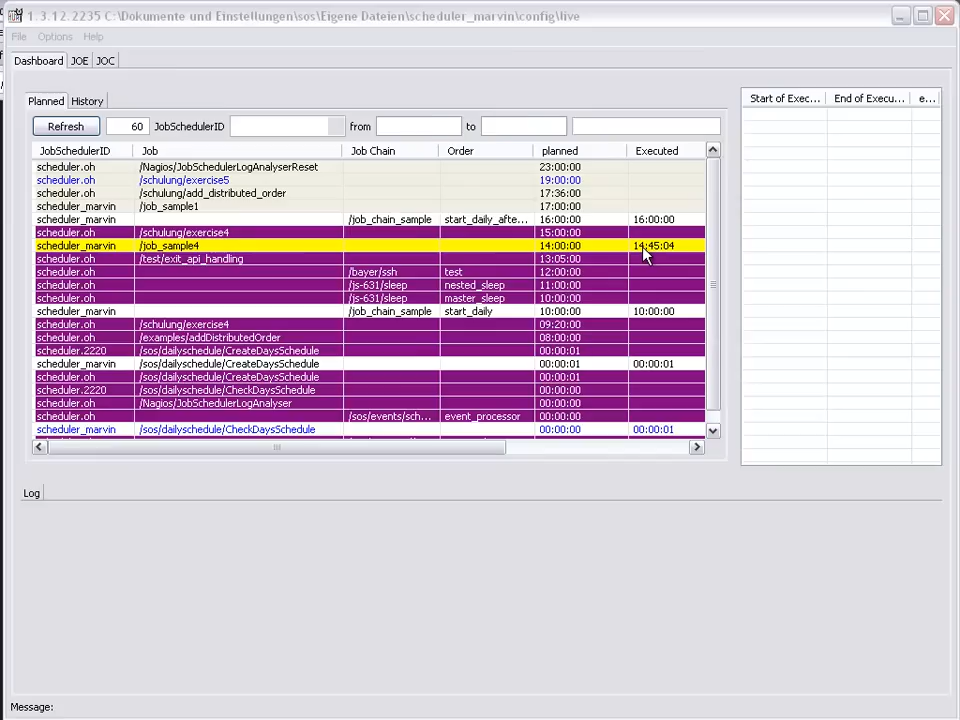 1.3.12.2235 C:\Dokumente und Einstellungen\sos\Eigene Dateien\scheduler_marvin\config\live
File Options Help
Dashboard JOE JOC
Planned History
Refresh 60 JobSchedulerID from to
JobSchedulerID Job Job Chain Order planned Executed
scheduler.oh /Nagios/JobSchedulerLogAnalyserReset 23:00:00
scheduler.oh /schulung/exercise5 19:00:00
scheduler.oh /schulung/add_distributed_order 17:36:00
scheduler_marvin /job_sample1 17:00:00
scheduler_marvin /job_chain_sample start_daily_afte... 16:00:00 16:00:00
scheduler.oh /schulung/exercise4 15:00:00
scheduler_marvin /job_sample4 14:00:00 14:45:04
scheduler.oh /test/exit_api_handling 13:05:00
scheduler.oh /bayer/ssh test 12:00:00
scheduler.oh /js-631/sleep nested_sleep 11:00:00
scheduler.oh /js-631/sleep master_sleep 10:00:00
scheduler_marvin /job_chain_sample start_daily 10:00:00 10:00:00
scheduler.oh /schulung/exercise4 09:20:00
scheduler.oh /examples/addDistributedOrder 08:00:00
scheduler.2220 /sos/dailyschedule/CreateDaysSchedule 00:00:01
scheduler_marvin /sos/dailyschedule/CreateDaysSchedule 00:00:01 00:00:01
scheduler.oh /sos/dailyschedule/CreateDaysSchedule 00:00:01
scheduler.2220 /sos/dailyschedule/CheckDaysSchedule 00:00:01
scheduler.oh /Nagios/JobSchedulerLogAnalyser 00:00:00
scheduler.oh /sos/events/sch... event_processor 00:00:00
scheduler_marvin /sos/dailyschedule/CheckDaysSchedule 00:00:00 00:00:01
Start of Exec... End of Execu... e...
Log
Message: